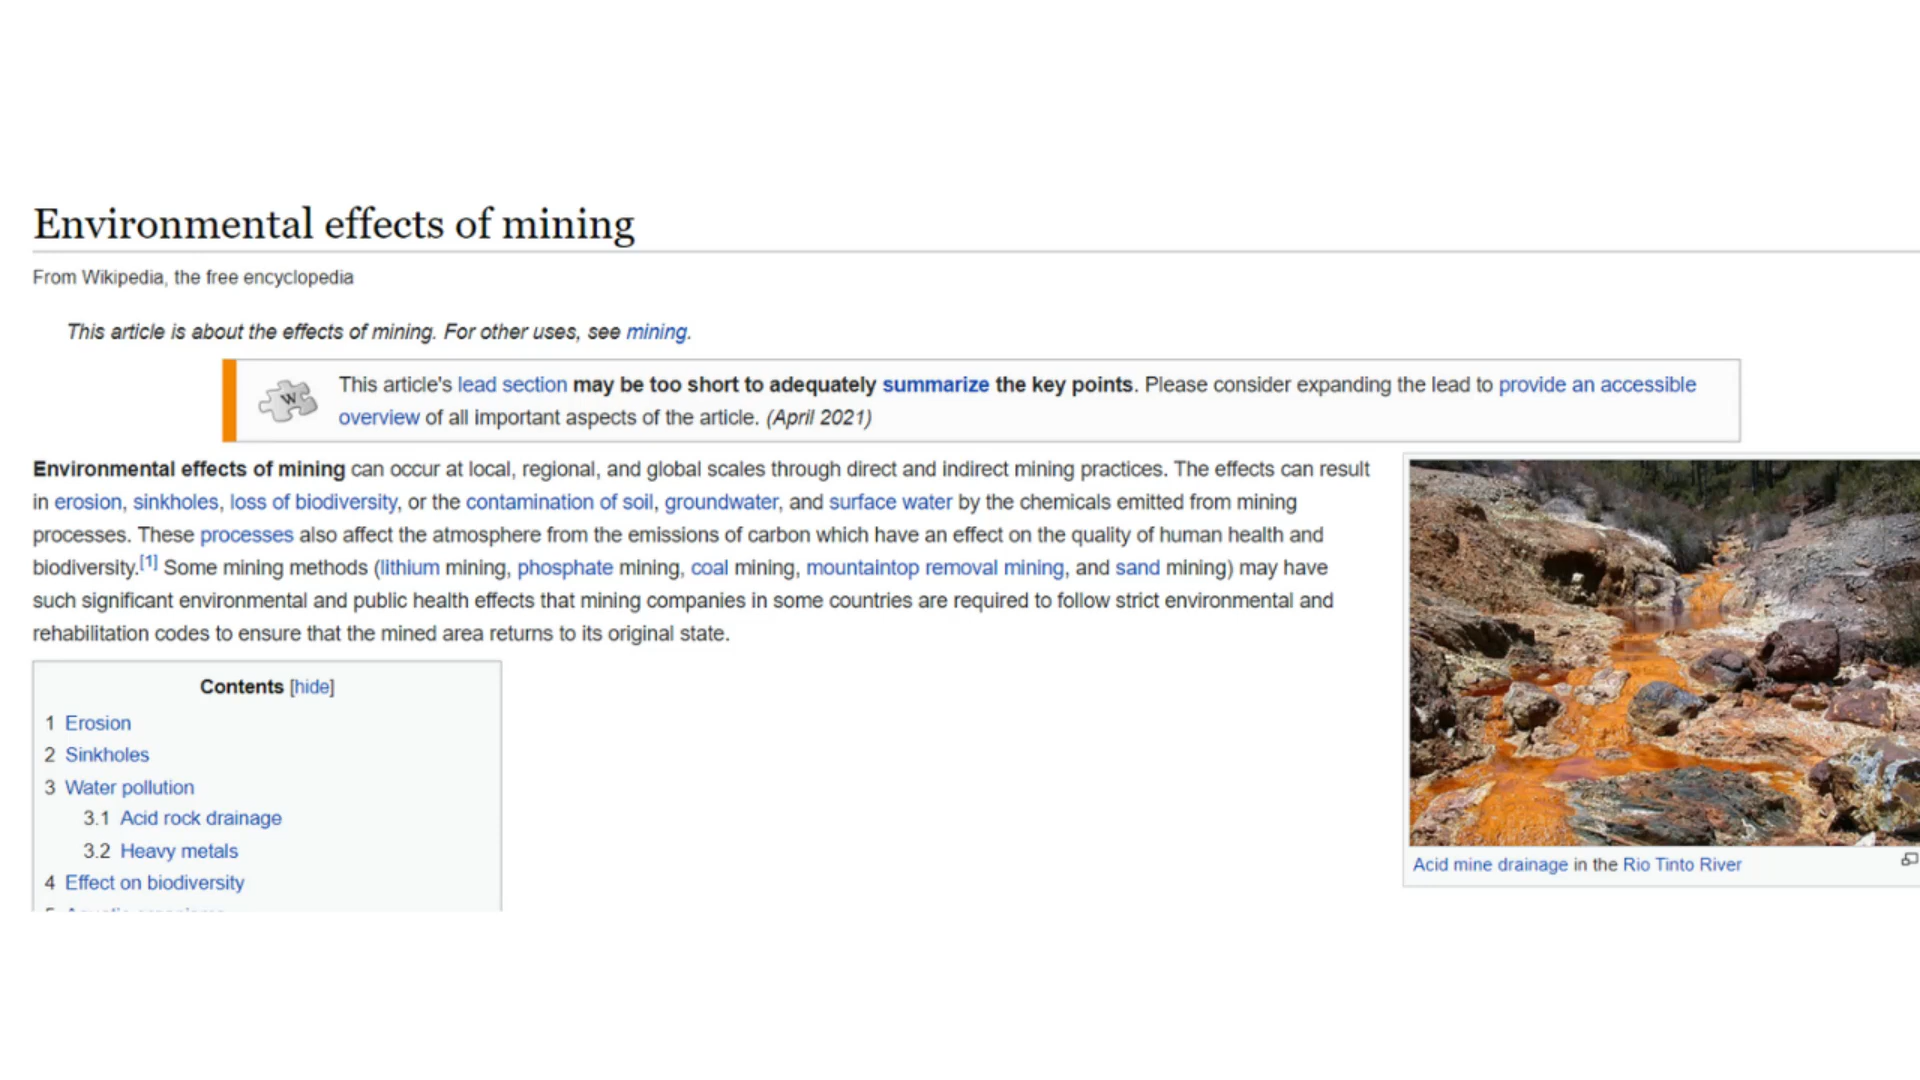 Environmental effects of mining
From Wikipedia, the free encyclopedia
This article is about the effects of mining. For other uses, see mining.
This article's lead section may be too short to adequately summarize the key points. Please consider expanding the lead to provide an accessible
overview of all important aspects of the article. (April 2021)
W
Environmental effects of mining can occur at local, regional, and global scales through direct and indirect mining practices. The effects can result
in erosion, sinkholes, loss of biodiversity, or the contamination of soil, groundwater, and surface water by the chemicals emitted from mining
processes. These processes also affect the atmosphere from the emissions of carbon which have an effect on the quality of human health and
biodiversity.[1] Some mining methods (lithium mining, phosphate mining, coal mining, mountaintop removal mining, and sand mining) may have
such significant environmental and public health effects that mining companies in some countries are required to follow strict environmental and
rehabilitation codes to ensure that the mined area returns to its original state.
Acid mine drainage in the Rio Tinto River
Contents [hide]
1 Erosion
2 Sinkholes
3 Water pollution
3.1 Acid rock drainage
3.2 Heavy metals
4 Effect on biodiversity